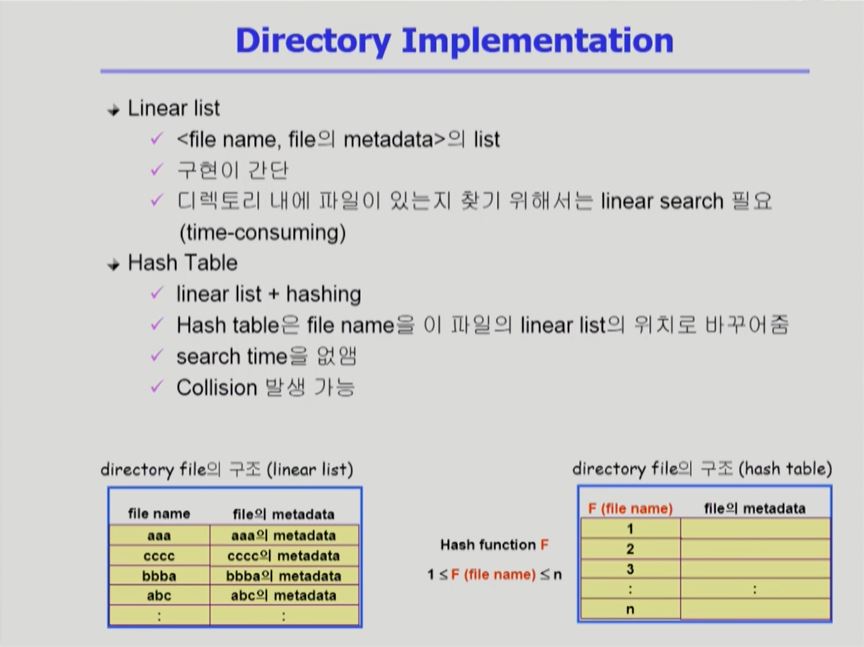 Directory Implementation
Linear list
<file name, file의 metadata>의 list
구현이 간단
디렉토리 내에 파일이 있는지 찾기 위해서는 linear search 필요
(time-consuming)
Hash Table
linear list + hashing
Hash table은 file name을 이 파일의 linear list의 위치로 바꾸어줌
search time을 없앰
Collision 발생 가능
directory file의 구조 (linear list)
file name file의 metadata
aaa aaa의 metadata
cccc cccc의 metadata
bbba bbba의 metadata
abc abc의 metadata
: :
Hash function F
1 ≤ F (file name) ≤ n
directory file의 구조 (hash table)
F (file name) file의 metadata
1
2
3
: :
n